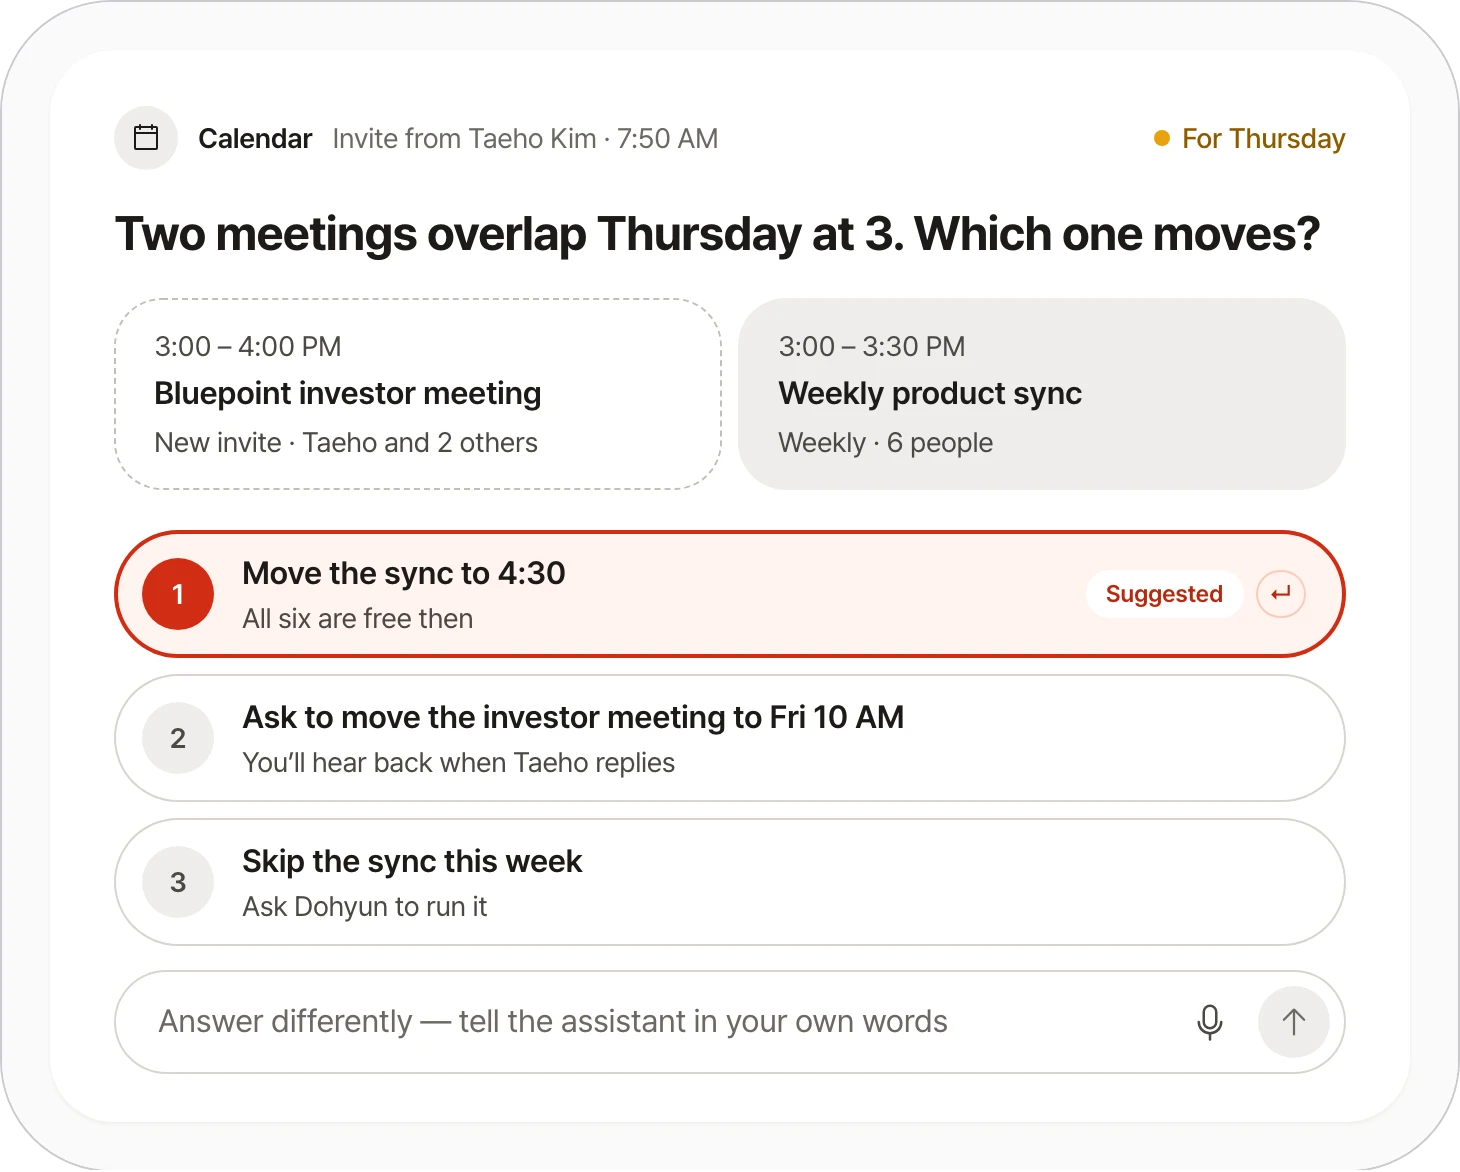 Calendar Invite from Taeho Kim · 7:50 AM
For Thursday
Two meetings overlap Thursday at 3. Which one moves?
3:00 – 4:00 PM
Bluepoint investor meeting
New invite · Taeho and 2 others
3:00 – 3:30 PM
Weekly product sync
Weekly · 6 people
1
Move the sync to 4:30
All six are free then
Suggested
2
Ask to move the investor meeting to Fri 10 AM
You’ll hear back when Taeho replies
3
Skip the sync this week
Ask Dohyun to run it
Answer differently — tell the assistant in your own words